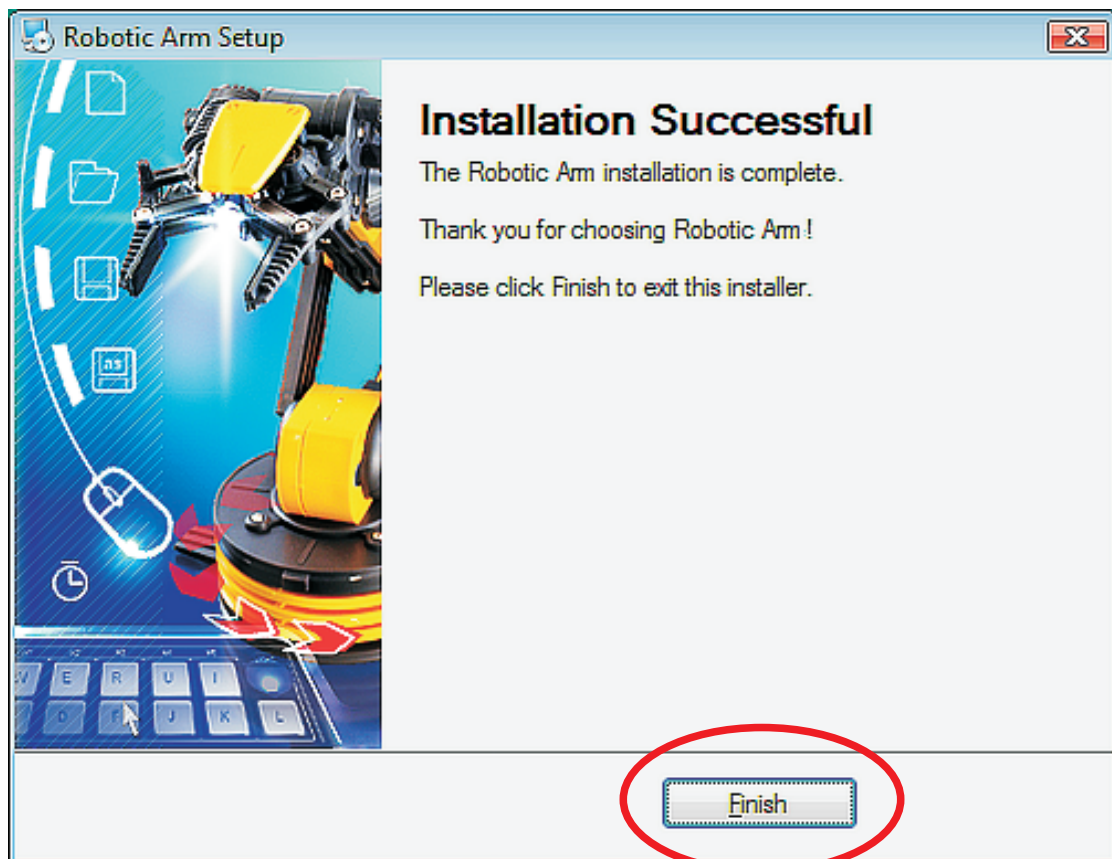 Robotic Arm Setup
Installation Successful
The Robotic Arm installation is complete.
Thank you for choosing Robotic Arm !
Please click Finish to exit this installer.
as
E R U I
D F J K L
Finish